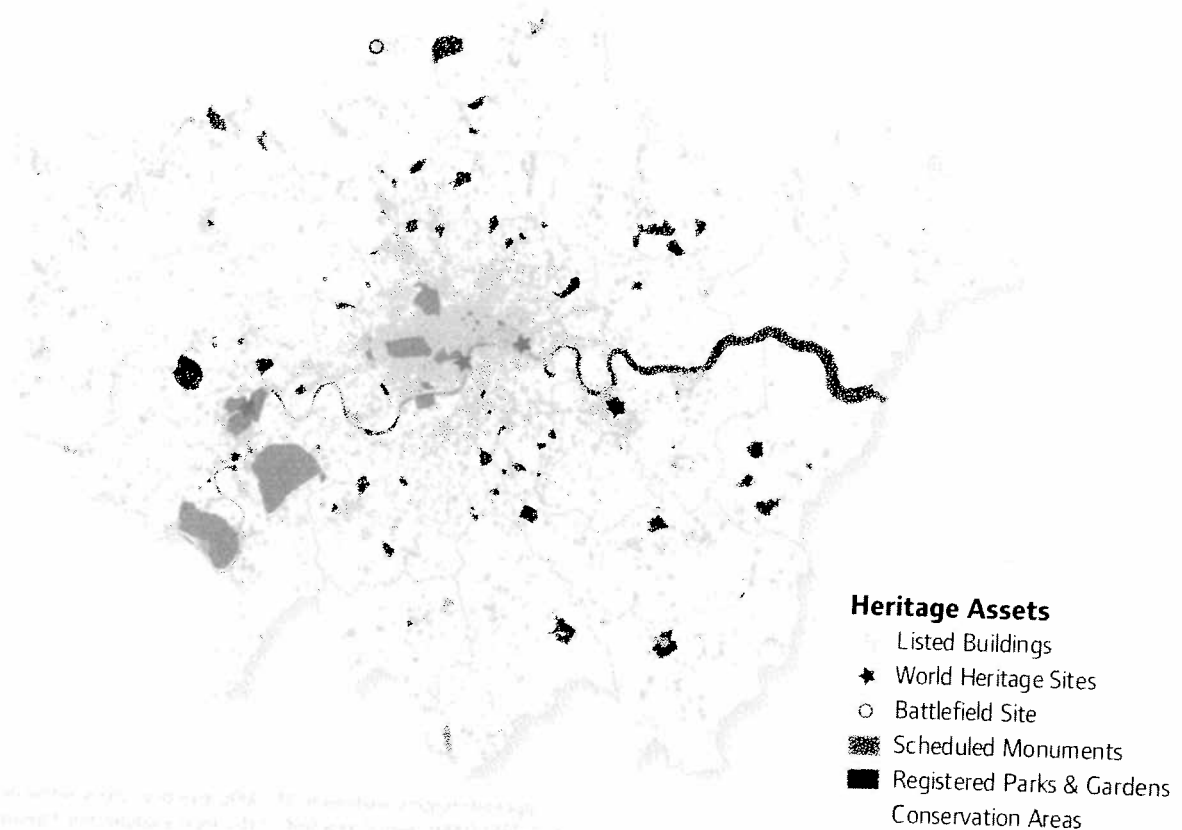 Heritage Assets
Listed Buildings
World Heritage Sites
Battlefield Site
Scheduled Monuments
Registered Parks & Gardens
Conservation Areas